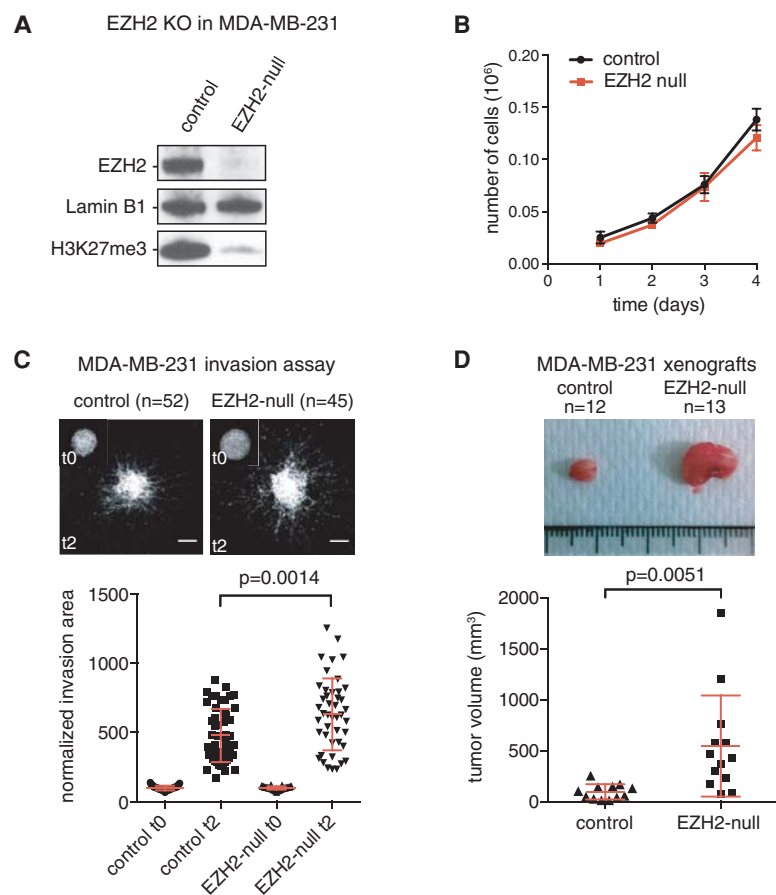 A
EZH2 KO in MDA-MB-231
control
EZH2-null
EZH2
Lamin B1
H3K27me3
B
control
EZH2 null
number of cells (10⁶)
0.20
0.15
0.10
0.05
0.00
0 1 2 3 4
time (days)
C
MDA-MB-231 invasion assay
control (n=52) EZH2-null (n=45)
t0 t0
t2 t2
p=0.0014
normalized invasion area
1500
1000
500
0
control t0
control t2
EZH2-null t0
EZH2-null t2
D
MDA-MB-231 xenografts
control EZH2-null
n=12 n=13
p=0.0051
tumor volume (mm³)
2000
1500
1000
500
0
control EZH2-null